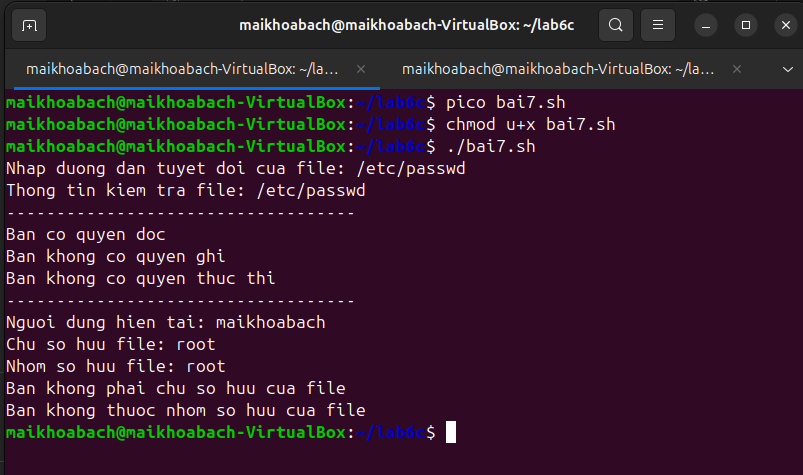 maikhoabach@maikhoabach-VirtualBox: ~/lab6c
maikhoabach@maikhoabach-VirtualBox: ~/la... × maikhoabach@maikhoabach-VirtualBox: ~/la... ×
maikhoabach@maikhoabach-VirtualBox:~/lab6c$ pico bai7.sh
maikhoabach@maikhoabach-VirtualBox:~/lab6c$ chmod u+x bai7.sh
maikhoabach@maikhoabach-VirtualBox:~/lab6c$ ./bai7.sh
Nhap duong dan tuyet doi cua file: /etc/passwd
Thong tin kiem tra file: /etc/passwd
-----------------------------------
Ban co quyen doc
Ban khong co quyen ghi
Ban khong co quyen thuc thi
-----------------------------------
Nguoi dung hien tai: maikhoabach
Chu so huu file: root
Nhom so huu file: root
Ban khong phai chu so huu cua file
Ban khong thuoc nhom so huu cua file
maikhoabach@maikhoabach-VirtualBox:~/lab6c$